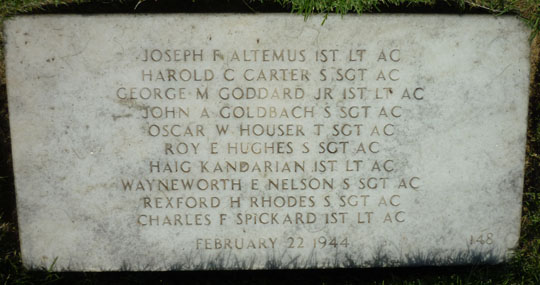 JOSEPH F ALTEMUS 1ST LT AC
HAROLD C CARTER S SGT AC
GEORGE M GODDARD JR 1ST LT AC
JOHN A GOLDBACH S SGT AC
OSCAR W HOUSER T SGT AC
ROY E HUGHES S SGT AC
HAIG KANDARIAN 1ST LT AC
WAYNEWORTH E NELSON S SGT AC
REXFORD H RHODES S SGT AC
CHARLES F SPICKARD 1ST LT AC
FEBRUARY 22 1944 148